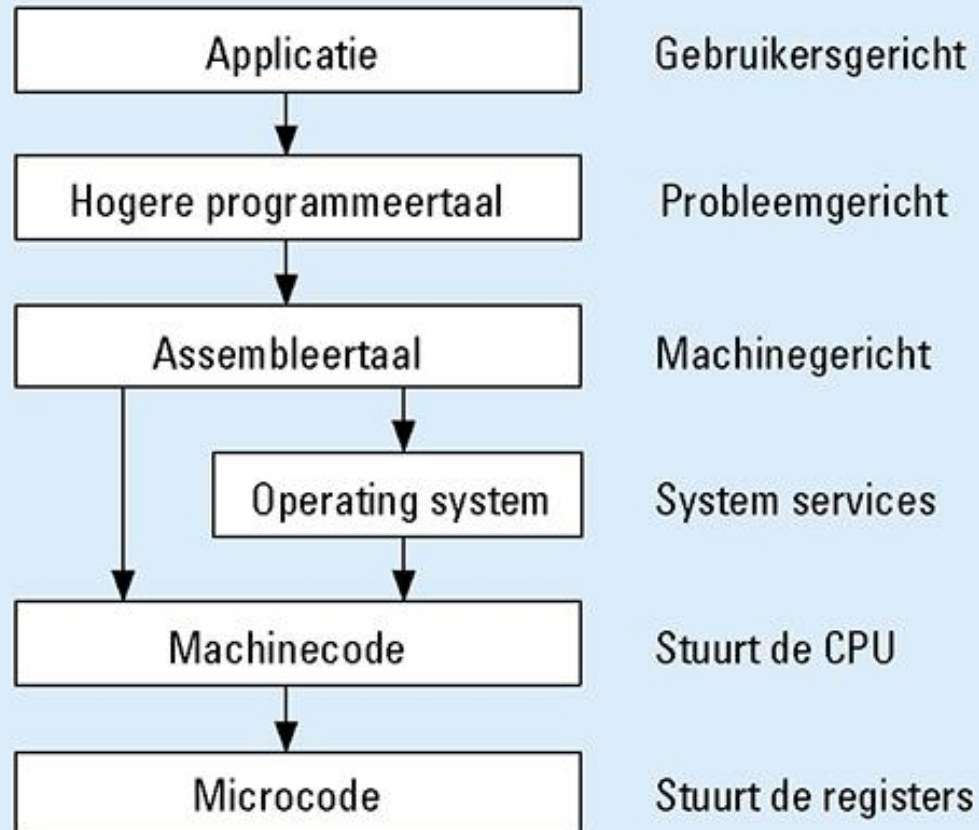 Applicatie Gebruikersgericht
Hogere programmeertaal Probleemgericht
Assembleertaal Machinegericht
Operating system System services
Machinecode Stuurt de CPU
Microcode Stuurt de registers